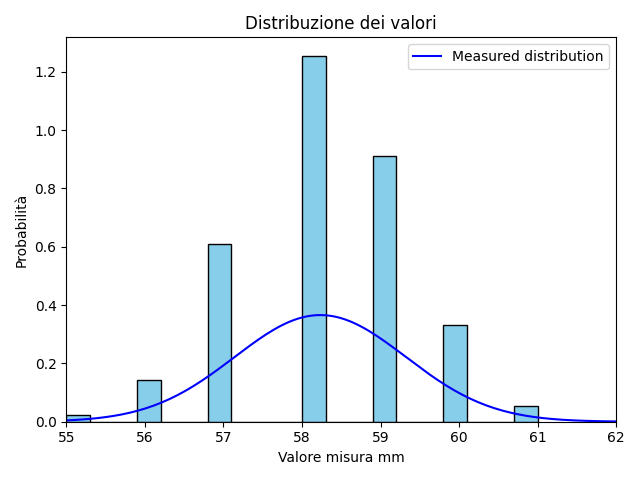 Distribuzione dei valori
Measured distribution
Probabilità
1.2
1.0
0.8
0.6
0.4
0.2
0.0
55 56 57 58 59 60 61 62
Valore misura mm